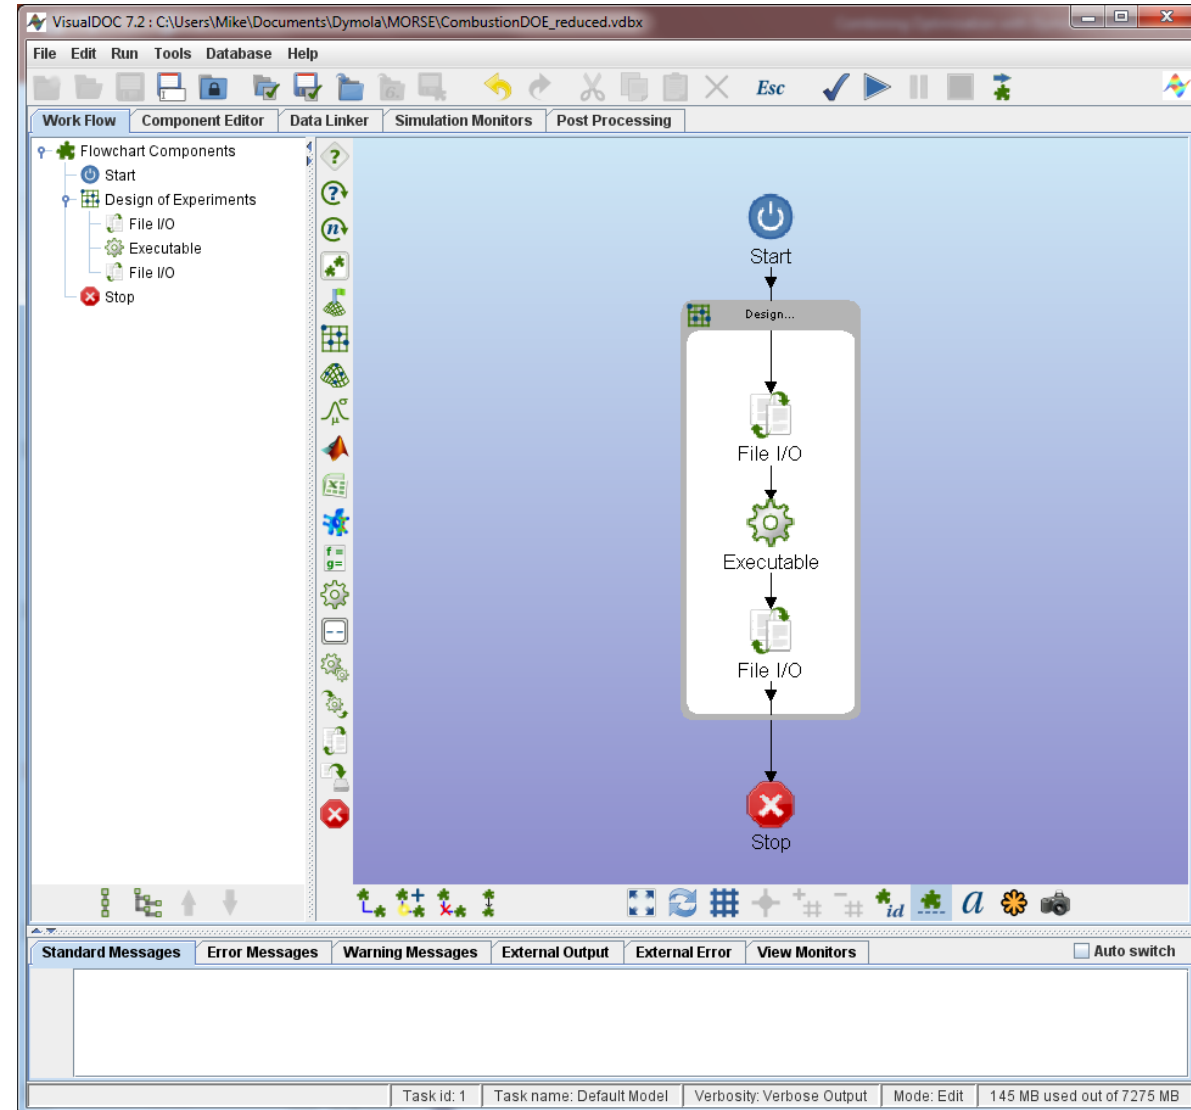 VisualDOC 7.2 : C:\Users\Mike\Documents\Dymola\MORSE\CombustionDOE_reduced.vdbx
File Edit Run Tools Database Help
Esc
Work Flow Component Editor Data Linker Simulation Monitors Post Processing
Flowchart Components
Start
Design of Experiments
File I/O
Executable
File I/O
Stop
Start
Design...
File I/O
Executable
File I/O
Stop
id a
Standard Messages Error Messages Warning Messages External Output External Error View Monitors Auto switch
Task id: 1 Task name: Default Model Verbosity: Verbose Output Mode: Edit 145 MB used out of 7275 MB